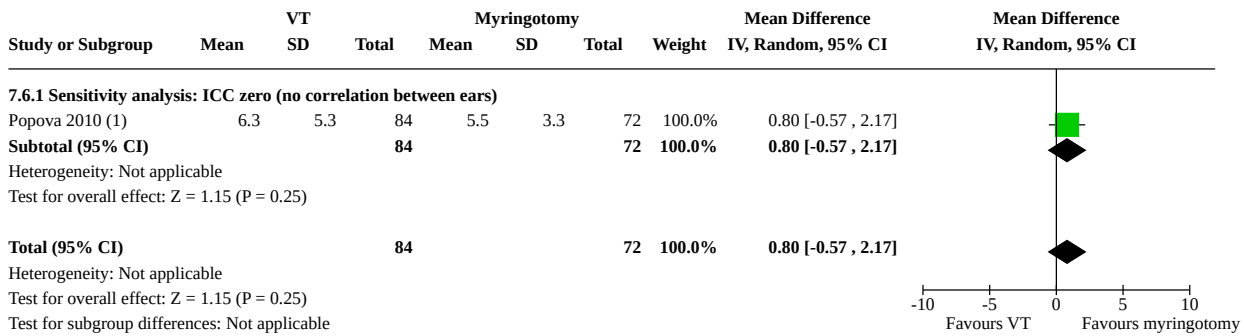 VT Myringotomy Mean Difference Mean Difference
Study or Subgroup Mean SD Total Mean SD Total Weight IV, Random, 95% CI IV, Random, 95% CI
7.6.1 Sensitivity analysis: ICC zero (no correlation between ears)
Popova 2010 (1) 6.3 5.3 84 5.5 3.3 72 100.0% 0.80 [-0.57 , 2.17]
Subtotal (95% CI) 84 72 100.0% 0.80 [-0.57 , 2.17]
Heterogeneity: Not applicable
Test for overall effect: Z = 1.15 (P = 0.25)
Total (95% CI) 84 72 100.0% 0.80 [-0.57 , 2.17]
Heterogeneity: Not applicable
Test for overall effect: Z = 1.15 (P = 0.25)
-10 -5 0 5 10
Test for subgroup differences: Not applicable Favours VT Favours myringotomy